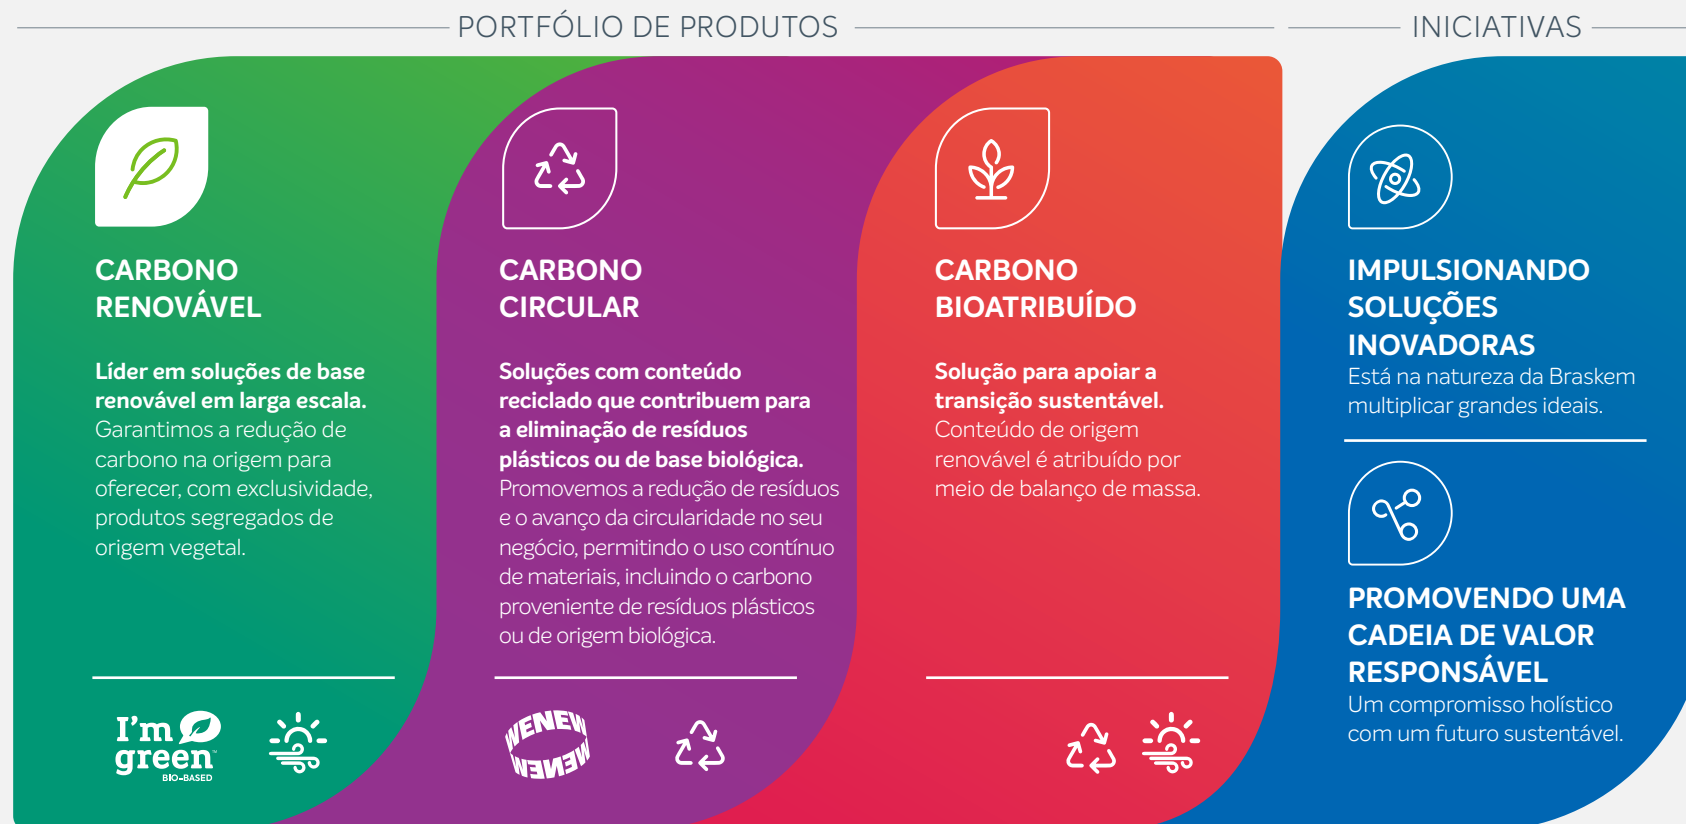 PORTFÓLIO DE PRODUTOS
INICIATIVAS
CARBONO
RENOVÁVEL
Líder em soluções de base
renovável em larga escala.
Garantimos a redução de
carbono na origem para
oferecer, com exclusividade,
produtos segregados de
origem vegetal.
I'm
green™
BIO-BASED
CARBONO
CIRCULAR
Soluções com conteúdo
reciclado que contribuem para
a eliminação de resíduos
plásticos ou de base biológica.
Promovemos a redução de resíduos
e o avanço da circularidade no seu
negócio, permitindo o uso contínuo
de materiais, incluindo o carbono
proveniente de resíduos plásticos
ou de origem biológica.
WENEW
WENEW
CARBONO
BIOATRIBUÍDO
Solução para apoiar a
transição sustentável.
Conteúdo de origem
renovável é atribuído por
meio de balanço de massa.
IMPULSIONANDO
SOLUÇÕES
INOVADORAS
Está na natureza da Braskem
multiplicar grandes ideais.
PROMOVENDO UMA
CADEIA DE VALOR
RESPONSÁVEL
Um compromisso holístico
com um futuro sustentável.